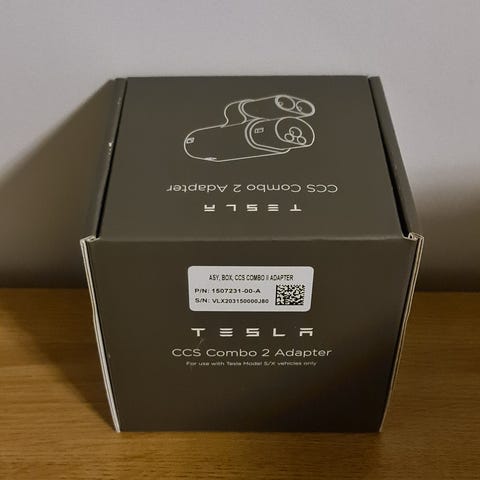 CCS Combo 2 Adapter
TESLA
ASY, BOX, CCS COMBO II ADAPTER
P/N: 1507231-00-A
S/N: VLX203150000J80
TESLA
CCS Combo 2 Adapter
For use with Tesla Model S/X vehicles only